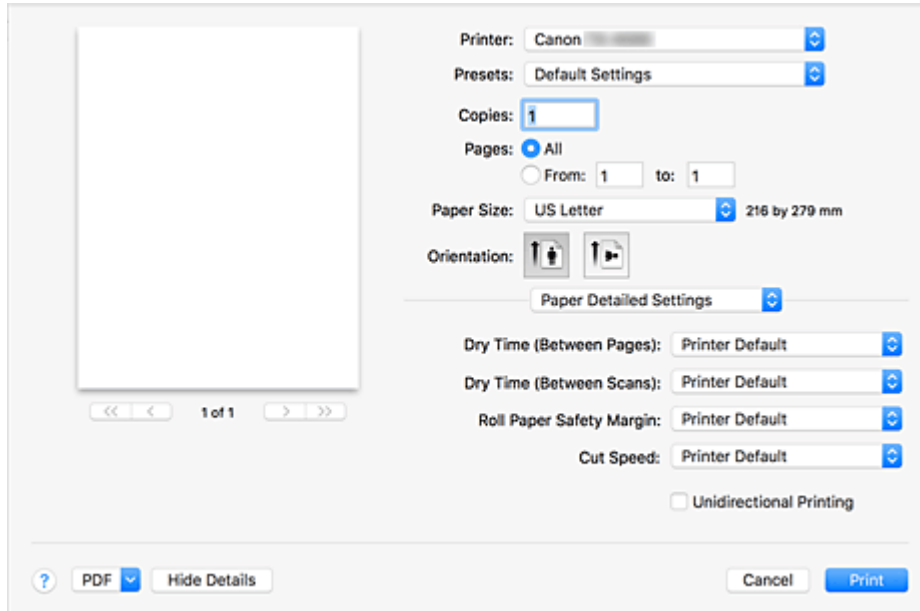 Printer: Canon
Presets: Default Settings
Copies: 1
Pages: All
From: 1 to: 1
Paper Size: US Letter 216 by 279 mm
Orientation:
Paper Detailed Settings
Dry Time (Between Pages): Printer Default
Dry Time (Between Scans): Printer Default
Roll Paper Safety Margin: Printer Default
Cut Speed: Printer Default
Unidirectional Printing
<< < 1 of 1 > >>
? PDF Hide Details Cancel Print